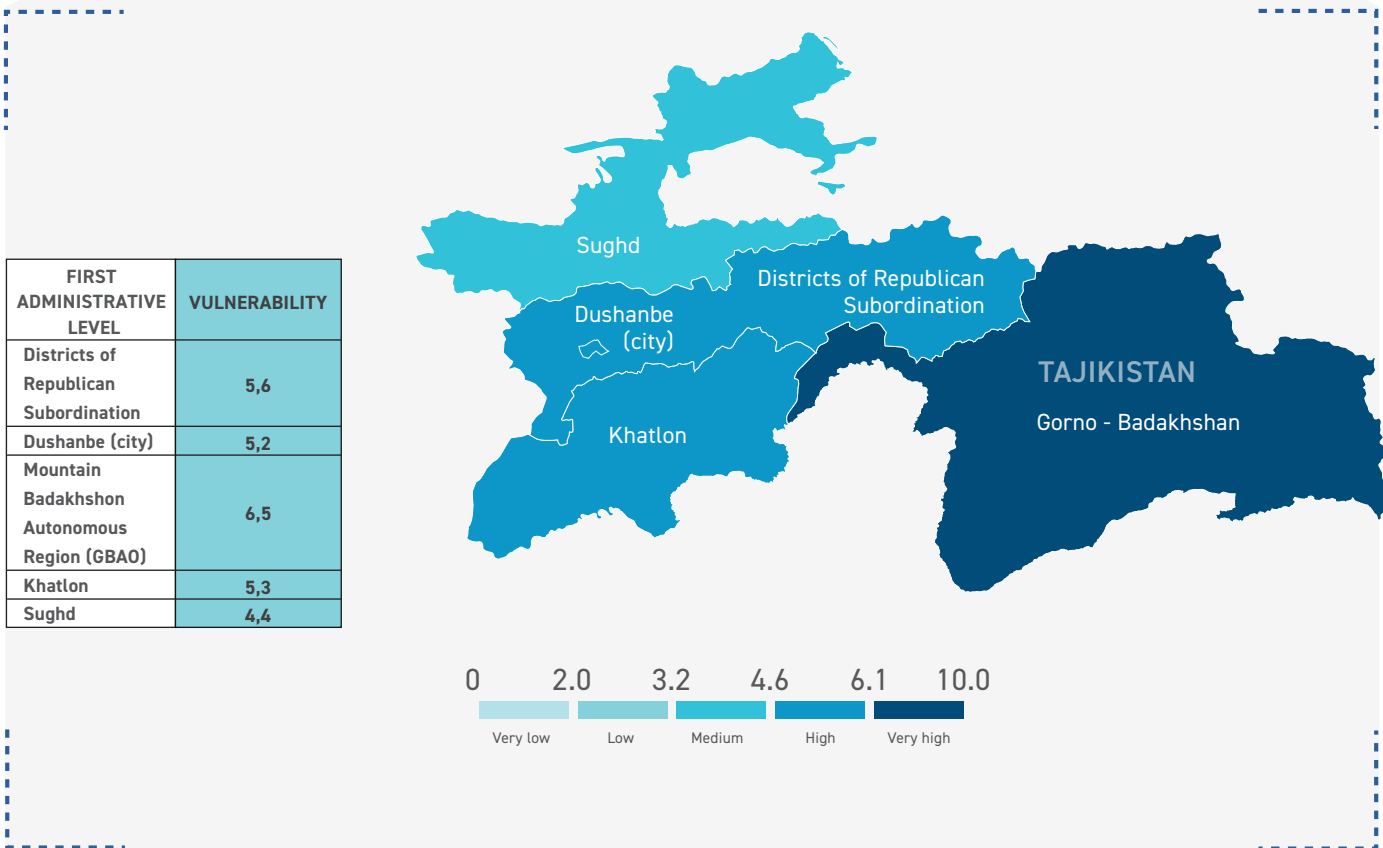 FIRST
ADMINISTRATIVE
LEVEL
VULNERABILITY
Districts of
Republican
Subordination
5,6
Dushanbe (city)
5,2
Mountain
Badakhshon
Autonomous
Region (GBAO)
6,5
Khatlon
5,3
Sughd
4,4
Sughd
Districts of Republican
Subordination
Dushanbe
(city)
Khatlon
TAJIKISTAN
Gorno - Badakhshan
0 2.0 3.2 4.6 6.1 10.0
Very low Low Medium High Very high